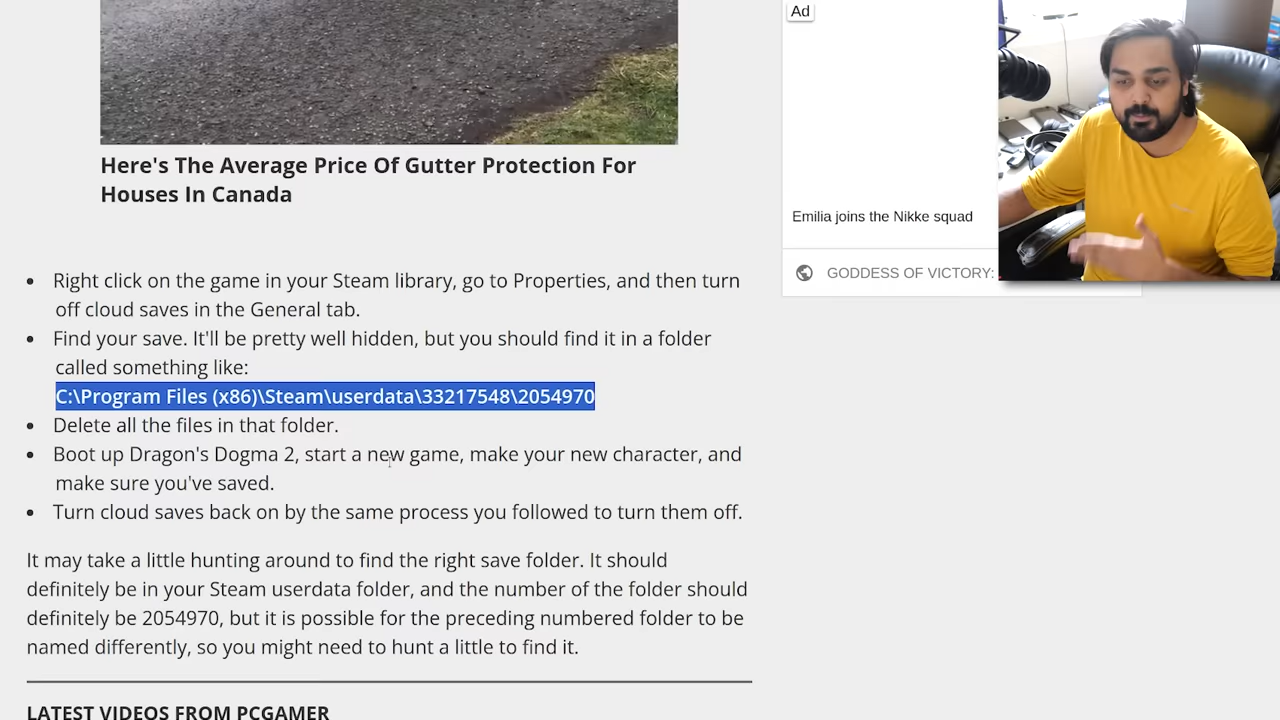 Ad
Here's The Average Price Of Gutter Protection For
Houses In Canada
Emilia joins the Nikke squad
GODDESS OF VICTORY:
• Right click on the game in your Steam library, go to Properties, and then turn
off cloud saves in the General tab.
• Find your save. It'll be pretty well hidden, but you should find it in a folder
called something like:
C:\Program Files (x86)\Steam\userdata\33217548\2054970
• Delete all the files in that folder.
• Boot up Dragon's Dogma 2, start a new game, make your new character, and
make sure you've saved.
• Turn cloud saves back on by the same process you followed to turn them off.
It may take a little hunting around to find the right save folder. It should
definitely be in your Steam userdata folder, and the number of the folder should
definitely be 2054970, but it is possible for the preceding numbered folder to be
named differently, so you might need to hunt a little to find it.
LATEST VIDEOS FROM PCGAMER